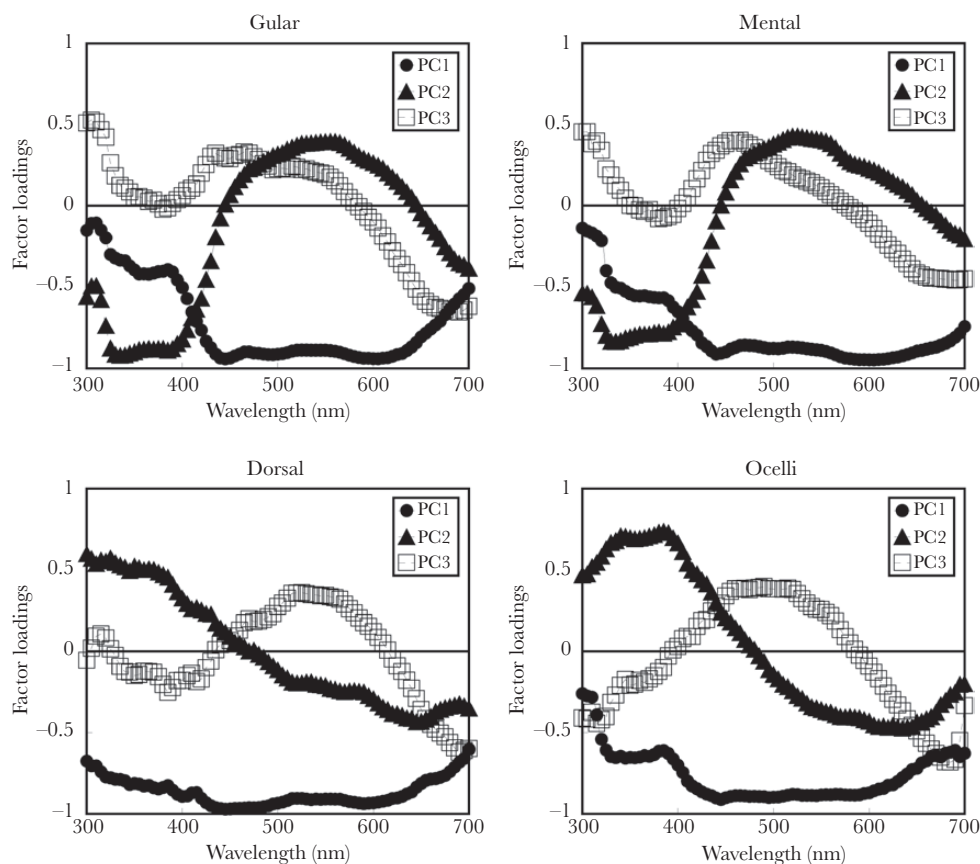 Gular
1
0.5
0
−0.5
−1
Factor loadings
PC1
PC2
PC3
300 400 500 600 700
Wavelength (nm)
Mental
1
0.5
0
−0.5
−1
Factor loadings
PC1
PC2
PC3
300 400 500 600 700
Wavelength (nm)
Dorsal
1
0.5
0
−0.5
−1
Factor loadings
PC1
PC2
PC3
300 400 500 600 700
Wavelength (nm)
Ocelli
1
0.5
0
−0.5
−1
Factor loadings
PC1
PC2
PC3
300 400 500 600 700
Wavelength (nm)